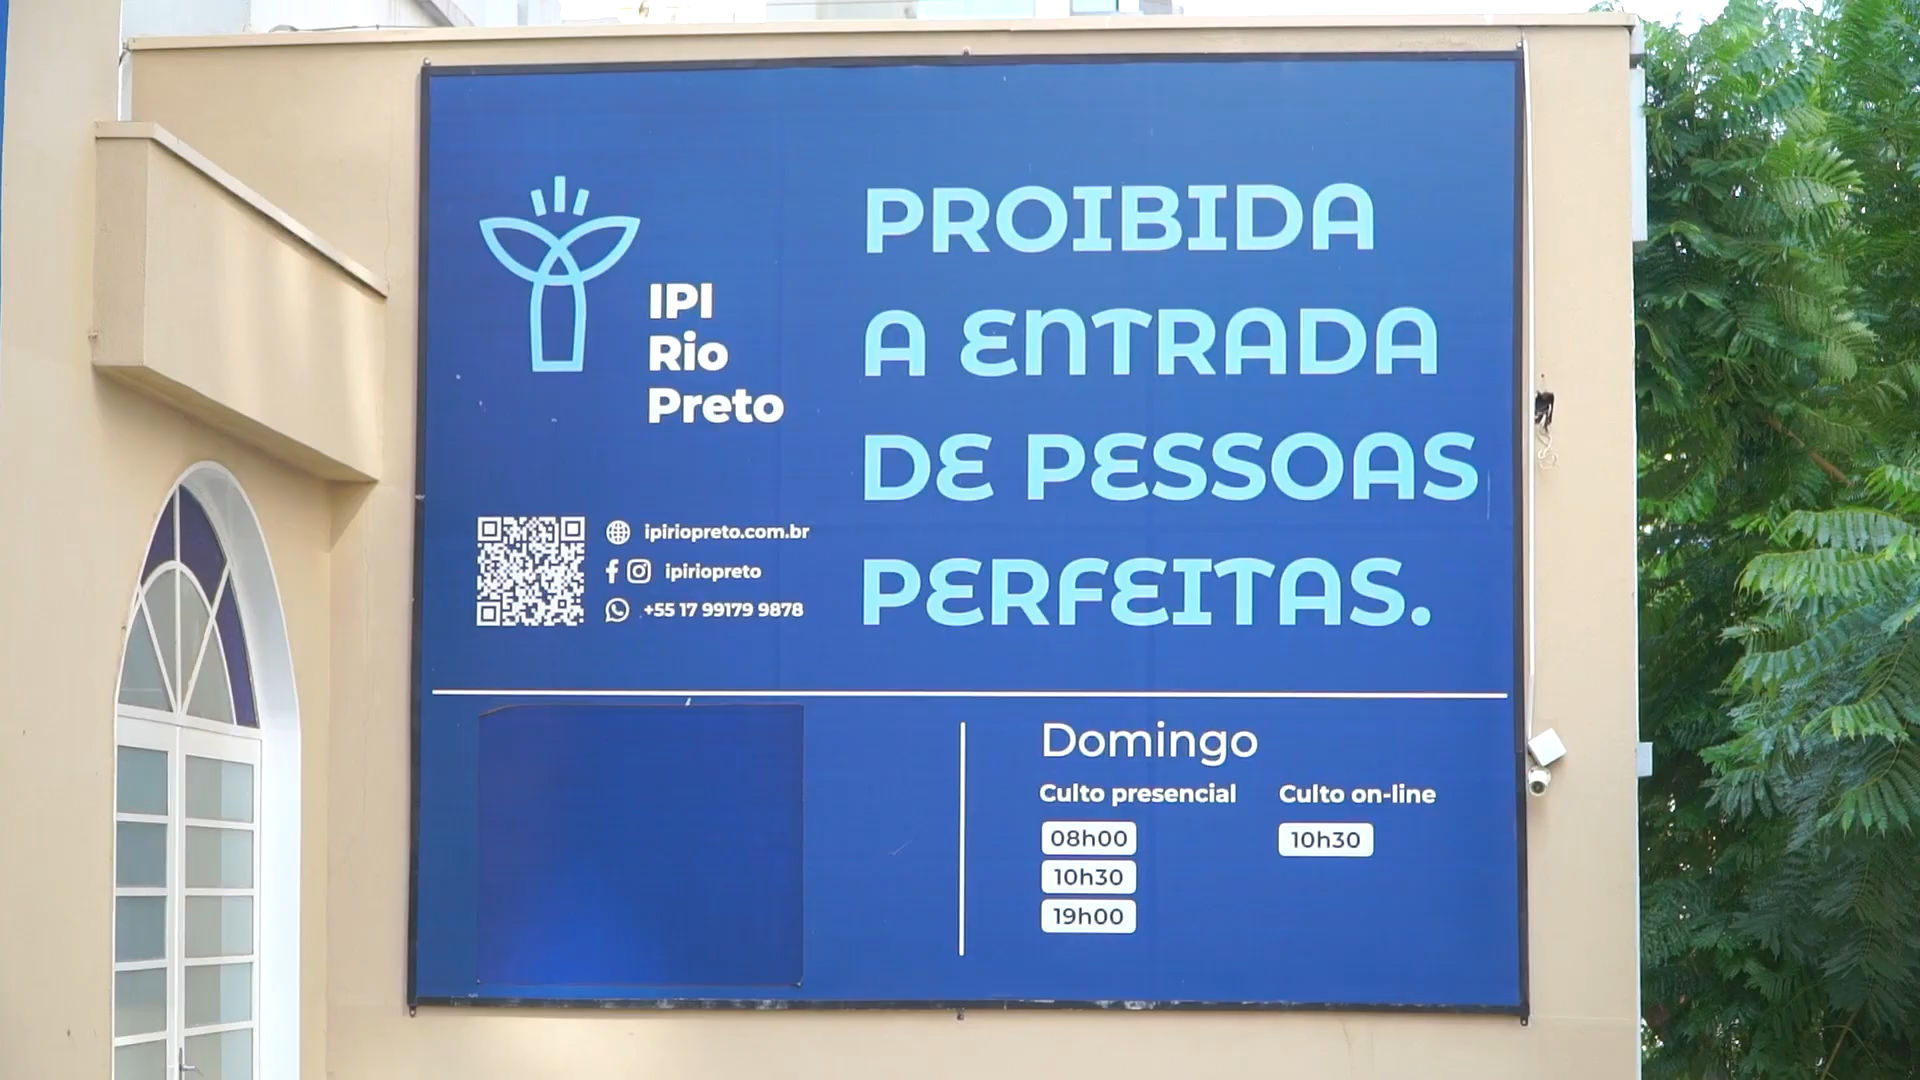 IPI
Rio
Preto
ipiriopreto.com.br
ipiriopreto
+55 17 99179 9878
PROIBIDA
A ENTRADA
DE PESSOAS
PERFEITAS.
Domingo
Culto presencial
08h00
10h30
19h00
Culto on-line
10h30